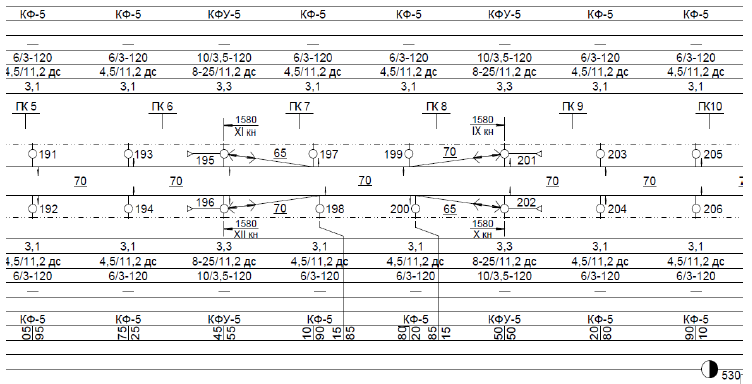 КФ-5 КФ-5 КФУ-5 КФ-5 КФ-5 КФУ-5 КФ-5 КФ-5
— — — — — — — —
6/3-120 6/3-120 10/3,5-120 6/3-120 6/3-120 10/3,5-120 6/3-120 6/3-120
4,5/11,2 дс 4,5/11,2 дс 8-25/11,2 дс 4,5/11,2 дс 4,5/11,2 дс 8-25/11,2 дс 4,5/11,2 дс 4,5/11,2 дс
3,1 3,1 3,3 3,1 3,1 3,3 3,1 3,1
ПК 5 ПК 6 ПК 7 ПК 8 ПК 9 ПК10
1580 1580
XI кн IX кн
191 193 195 65 197 199 70 201 203 205
70 70 70 70 70
192 194 196 70 198 200 65 202 204 206
1580 1580
XII кн X кн
3,1 3,1 3,3 3,1 3,1 3,3 3,1 3,1
4,5/11,2 дс 4,5/11,2 дс 8-25/11,2 дс 4,5/11,2 дс 4,5/11,2 дс 8-25/11,2 дс 4,5/11,2 дс 4,5/11,2 дс
6/3-120 6/3-120 10/3,5-120 6/3-120 6/3-120 10/3,5-120 6/3-120 6/3-120
— — — — — — — —
КФ-5 КФ-5 КФУ-5 КФ-5 КФ-5 КФУ-5 КФ-5 КФ-5
05 75 45 10 15 80 85 50 20 90
95 25 55 90 85 20 15 50 80 10
530